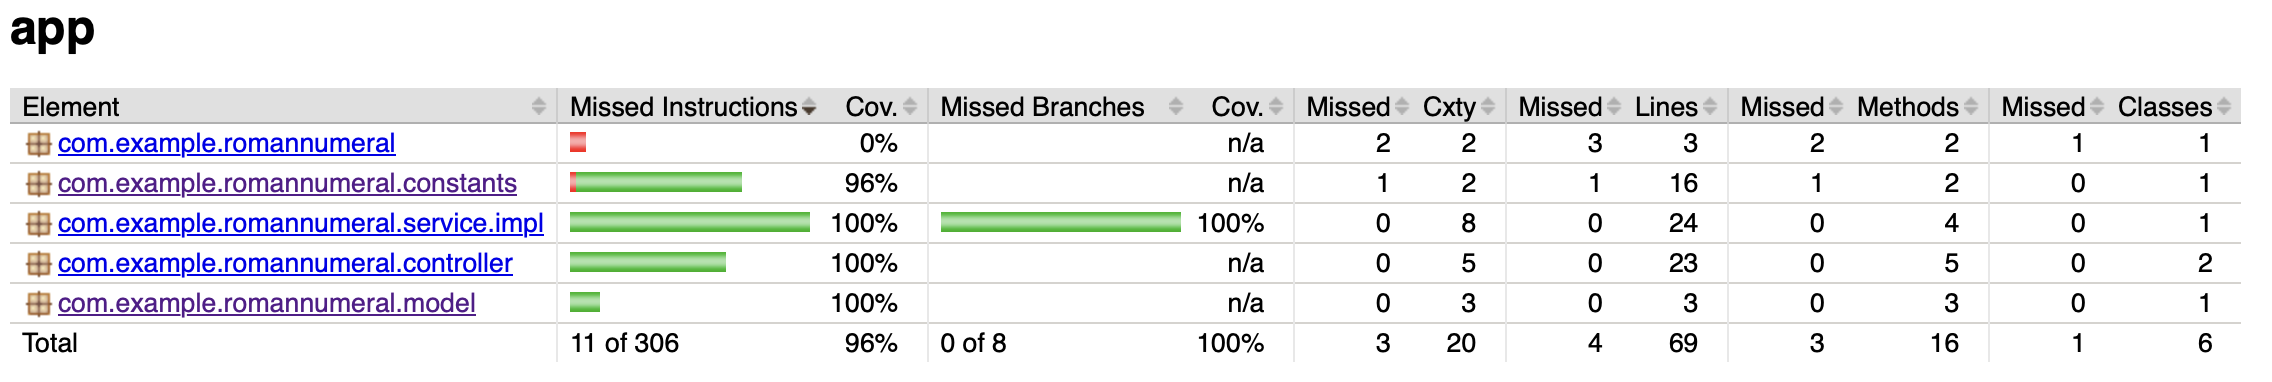 app
Element Missed Instructions Cov. Missed Branches Cov. Missed Cxty Missed Lines Missed Methods Missed Classes
com.example.romannumeral 0% n/a 2 2 3 3 2 2 1 1
com.example.romannumeral.constants 96% n/a 1 2 1 16 1 2 0 1
com.example.romannumeral.service.impl 100% 100% 0 8 0 24 0 4 0 1
com.example.romannumeral.controller 100% n/a 0 5 0 23 0 5 0 2
com.example.romannumeral.model 100% n/a 0 3 0 3 0 3 0 1
Total 11 of 306 96% 0 of 8 100% 3 20 4 69 3 16 1 6